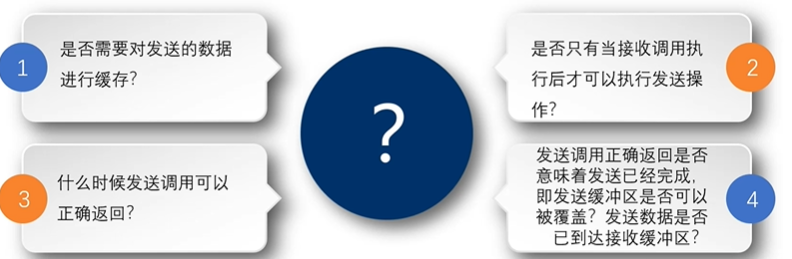 1
是否需要对发送的数据
进行缓存?
?
是否只有当接收调用执
行后才可以执行发送操
作?
2
3
什么时候发送调用可以
正确返回?
发送调用正确返回是否
意味着发送已经完成,
即发送缓冲区是否可以
被覆盖?发送数据是否
已到达接收缓冲区?
4